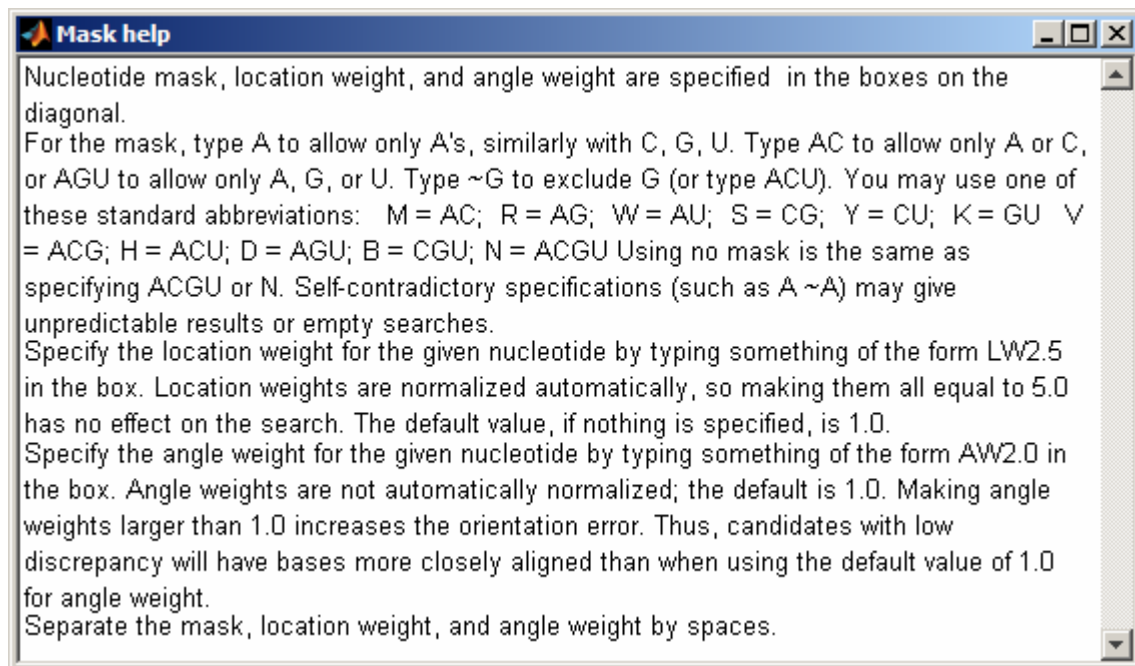 Mask help
Nucleotide mask, location weight, and angle weight are specified  in the boxes on the
diagonal.
For the mask, type A to allow only A's, similarly with C, G, U. Type AC to allow only A or C,
or AGU to allow only A, G, or U. Type ~G to exclude G (or type ACU). You may use one of
these standard abbreviations:   M = AC;  R = AG;  W = AU;  S = CG;  Y = CU;  K = GU   V
= ACG; H = ACU; D = AGU; B = CGU; N = ACGU Using no mask is the same as
specifying ACGU or N. Self-contradictory specifications (such as A ~A) may give
unpredictable results or empty searches.
Specify the location weight for the given nucleotide by typing something of the form LW2.5
in the box. Location weights are normalized automatically, so making them all equal to 5.0
has no effect on the search. The default value, if nothing is specified, is 1.0.
Specify the angle weight for the given nucleotide by typing something of the form AW2.0 in
the box. Angle weights are not automatically normalized; the default is 1.0. Making angle
weights larger than 1.0 increases the orientation error. Thus, candidates with low
discrepancy will have bases more closely aligned than when using the default value of 1.0
for angle weight.
Separate the mask, location weight, and angle weight by spaces.